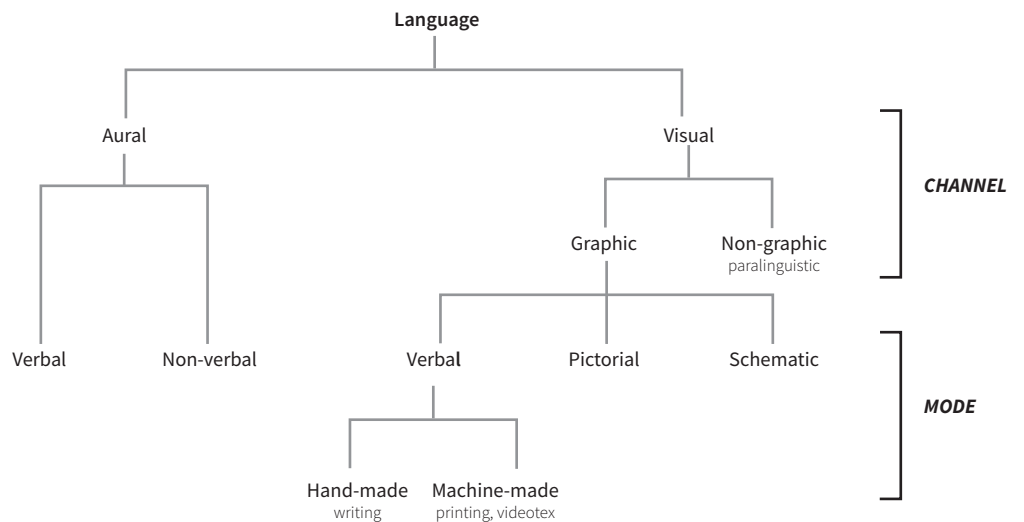 Language
Aural
Visual
CHANNEL
Graphic
Non-graphic
paralinguistic
Verbal
Non-verbal
Verbal
Pictorial
Schematic
MODE
Hand-made
writing
Machine-made
printing, videotex